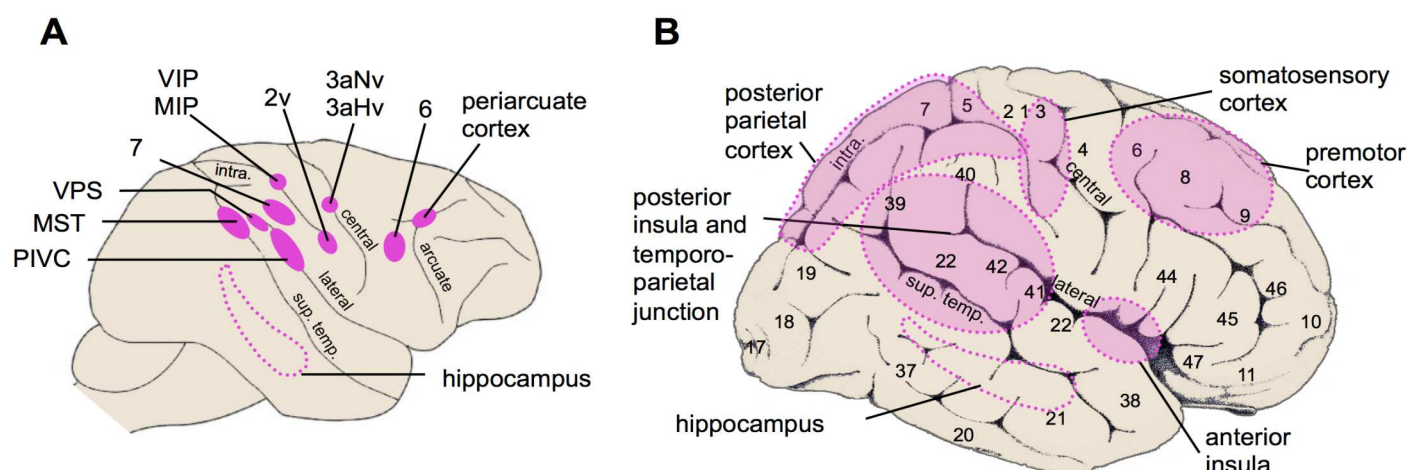 A
VIP
MIP
2v
3aNv
3aHv
6
periarcuate
cortex
7
VPS
MST
PIVC
intra.
central
arcuate
lateral
sup. temp.
hippocampus
B
posterior
parietal
cortex
somatosensory
cortex
premotor
cortex
posterior
insula and
temporo-
parietal
junction
hippocampus
anterior
insula
intra.
central
lateral
sup. temp.
7
5
2
1
3
4
6
8
9
40
39
22
42
41
22
19
18
17
37
20
21
38
44
45
46
10
47
11